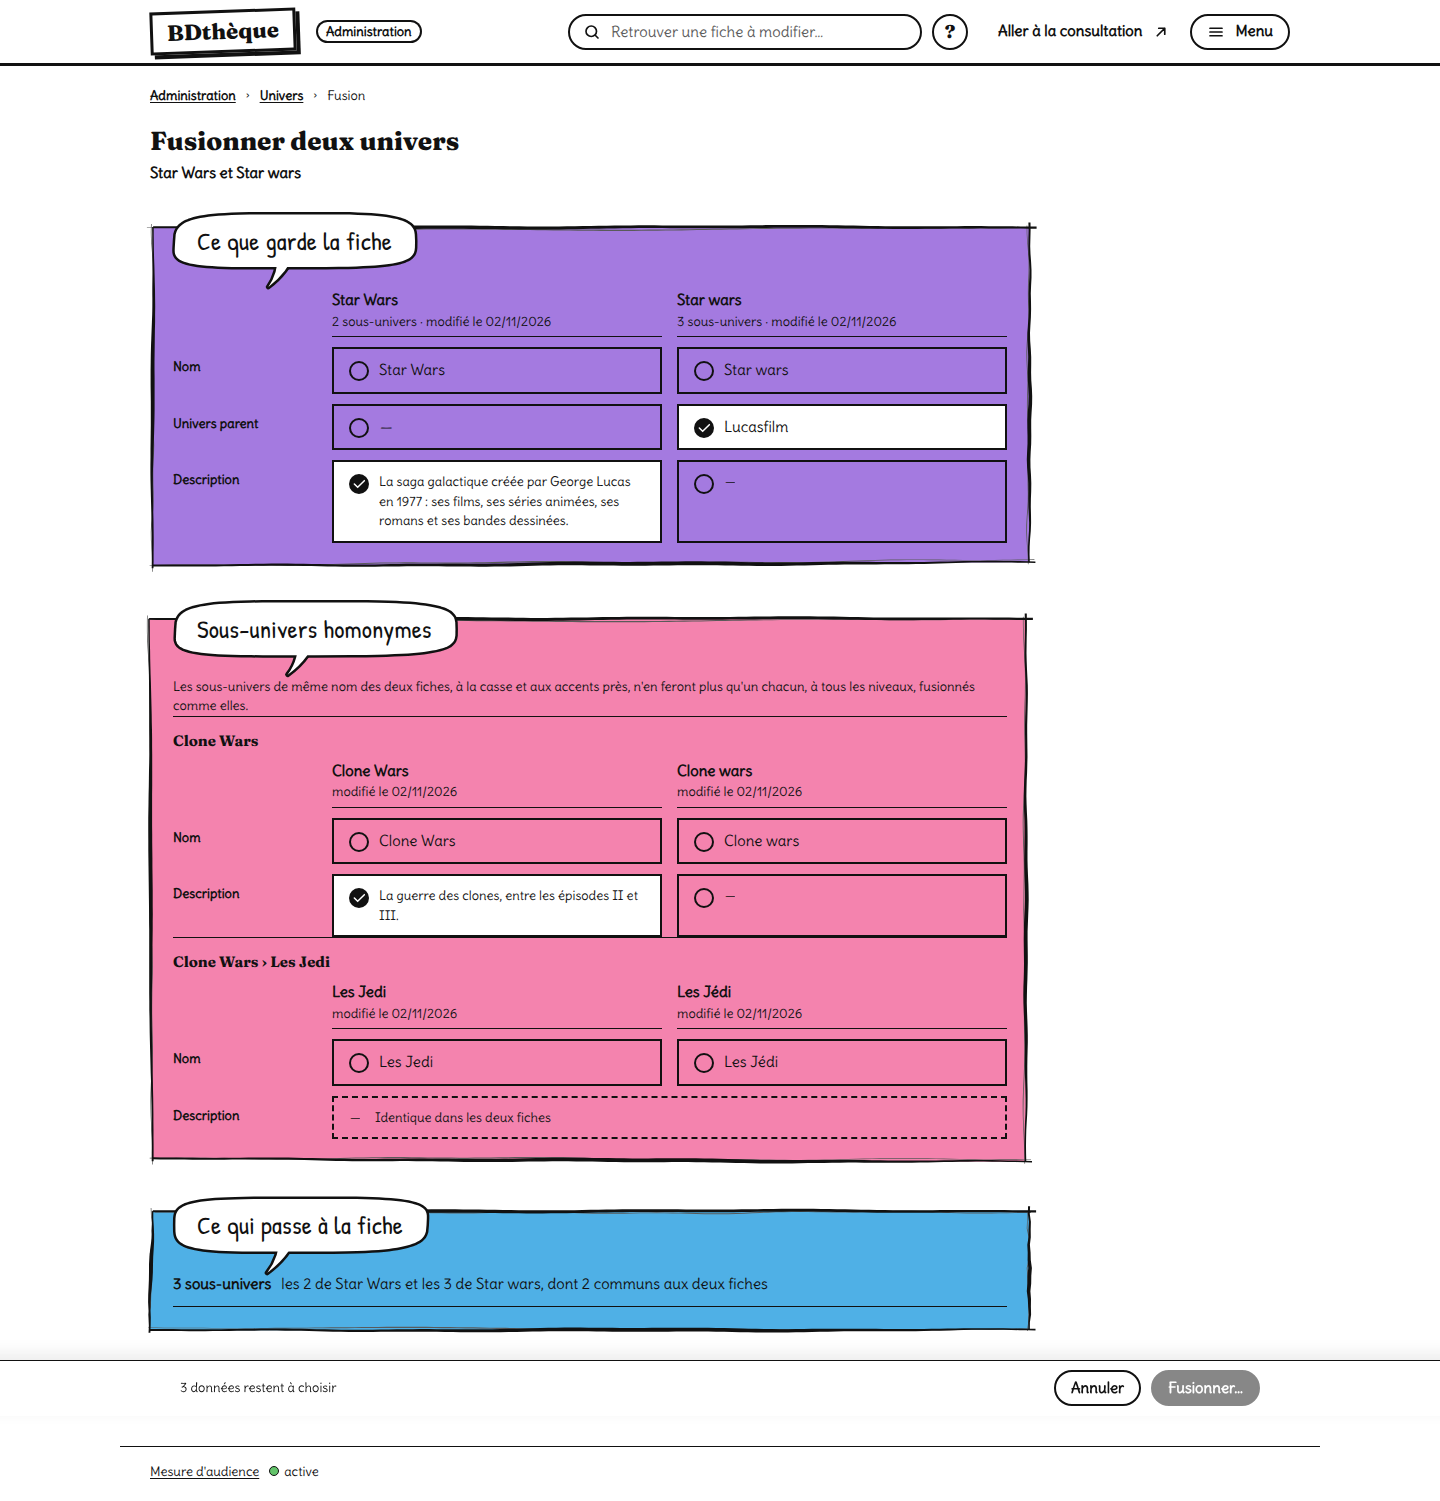 BDthèque
Administration
Retrouver une fiche à modifier...
?
Aller à la consultation
Menu
Administration › Univers › Fusion
Fusionner deux univers
Star Wars et Star wars
Ce que garde la fiche
Star Wars
2 sous-univers · modifié le 02/11/2026
Star wars
3 sous-univers · modifié le 02/11/2026
Nom
Star Wars
Star wars
Univers parent
—
Lucasfilm
Description
La saga galactique créée par George Lucas
en 1977 : ses films, ses séries animées, ses
romans et ses bandes dessinées.
—
Sous-univers homonymes
Les sous-univers de même nom des deux fiches, à la casse et aux accents près, n'en feront plus qu'un chacun, à tous les niveaux, fusionnés
comme elles.
Clone Wars
Clone Wars
modifié le 02/11/2026
Clone wars
modifié le 02/11/2026
Nom
Clone Wars
Clone wars
Description
La guerre des clones, entre les épisodes II et
III.
—
Clone Wars › Les Jedi
Les Jedi
modifié le 02/11/2026
Les Jédi
modifié le 02/11/2026
Nom
Les Jedi
Les Jédi
Description
— Identique dans les deux fiches
Ce qui passe à la fiche
3 sous-univers les 2 de Star Wars et les 3 de Star wars, dont 2 communs aux deux fiches
3 données restent à choisir
Annuler
Fusionner...
Mesure d'audience
active